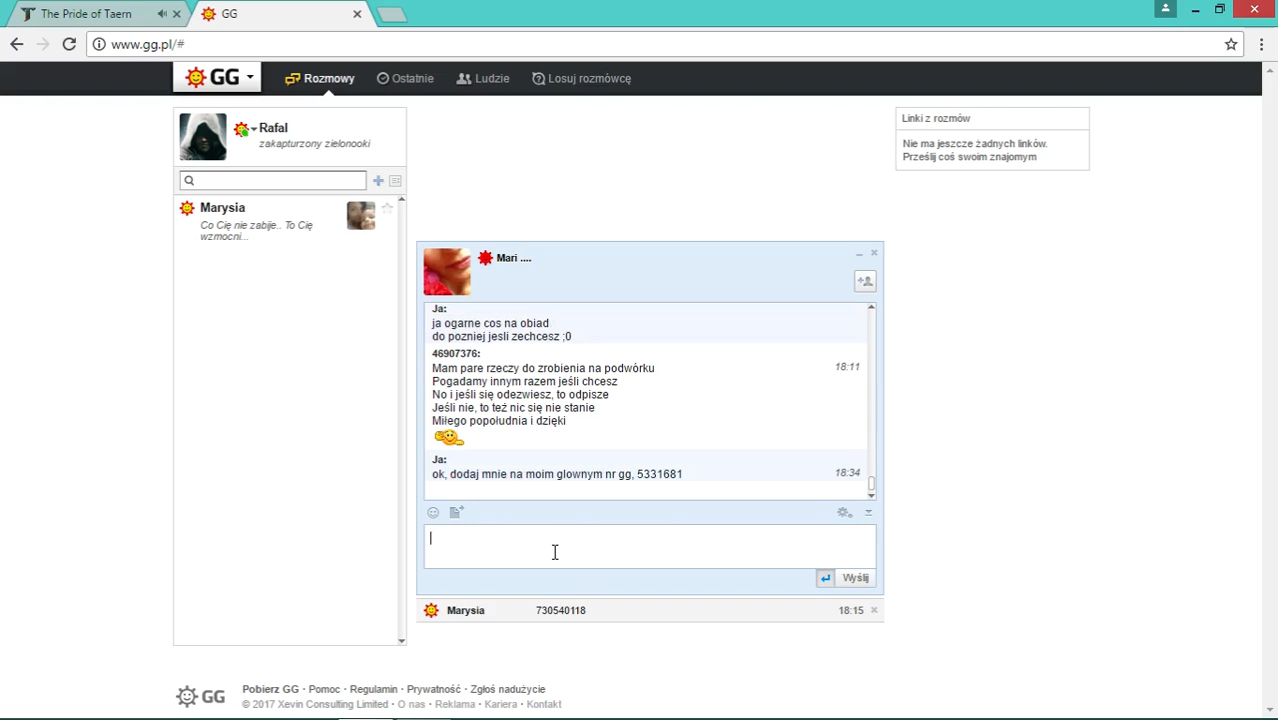 The Pride of Taern
GG
www.gg.pl/#
GG
Rozmowy
Ostatnie
Ludzie
Losuj rozmówcę
Rafal
zakapturzony zielonooki
Marysia
Co Cię nie zabije.. To Cię
wzmocni...
Linki z rozmów
Nie ma jeszcze żadnych linków.
Prześlij coś swoim znajomym
Mari ....
Ja:
ja ogarne cos na obiad
do pozniej jesli zechcesz ;0
46907376:
Mam pare rzeczy do zrobienia na podwórku 18:11
Pogadamy innym razem jeśli chcesz
No i jeśli się odezwiesz, to odpisze
Jeśli nie, to też nic się nie stanie
Miłego popołudnia i dzięki
Ja:
ok, dodaj mnie na moim glownym nr gg, 5331681 18:34
Wyślij
Marysia 730540118 18:15
GG
Pobierz GG · Pomoc · Regulamin · Prywatność · Zgłoś nadużycie
© 2017 Xevin Consulting Limited · O nas · Reklama · Kariera · Kontakt